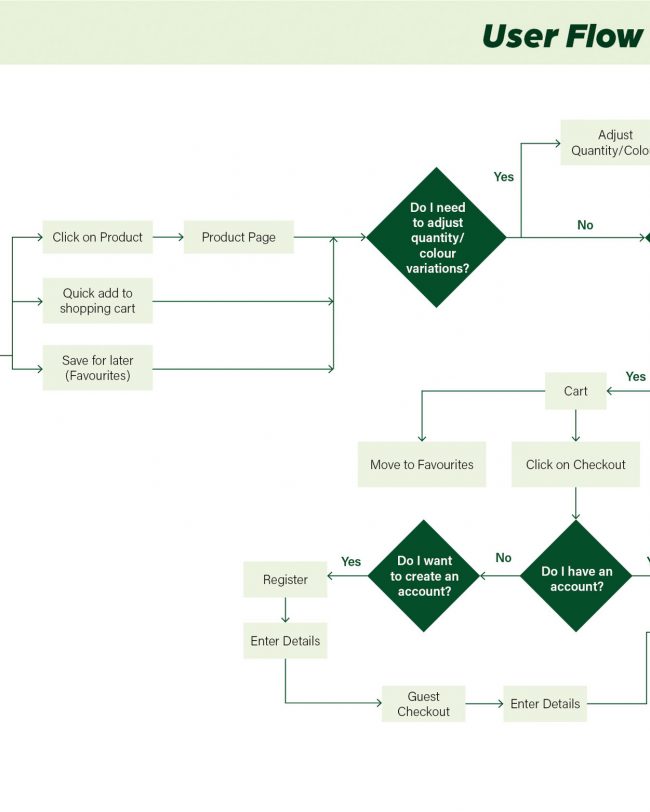 User Flow
Adjust
Yes
Do I need
to adjust
quantity/
colour
variations?
No
Click on Product
Product Page
Quick add to
shopping cart
Save for later
(Favourites)
Yes
Cart
Move to Favourites
Click on Checkout
Yes
Do I want
to create an
account?
No
Do I have an
account?
Register
Enter Details
Guest
Checkout
Enter Details